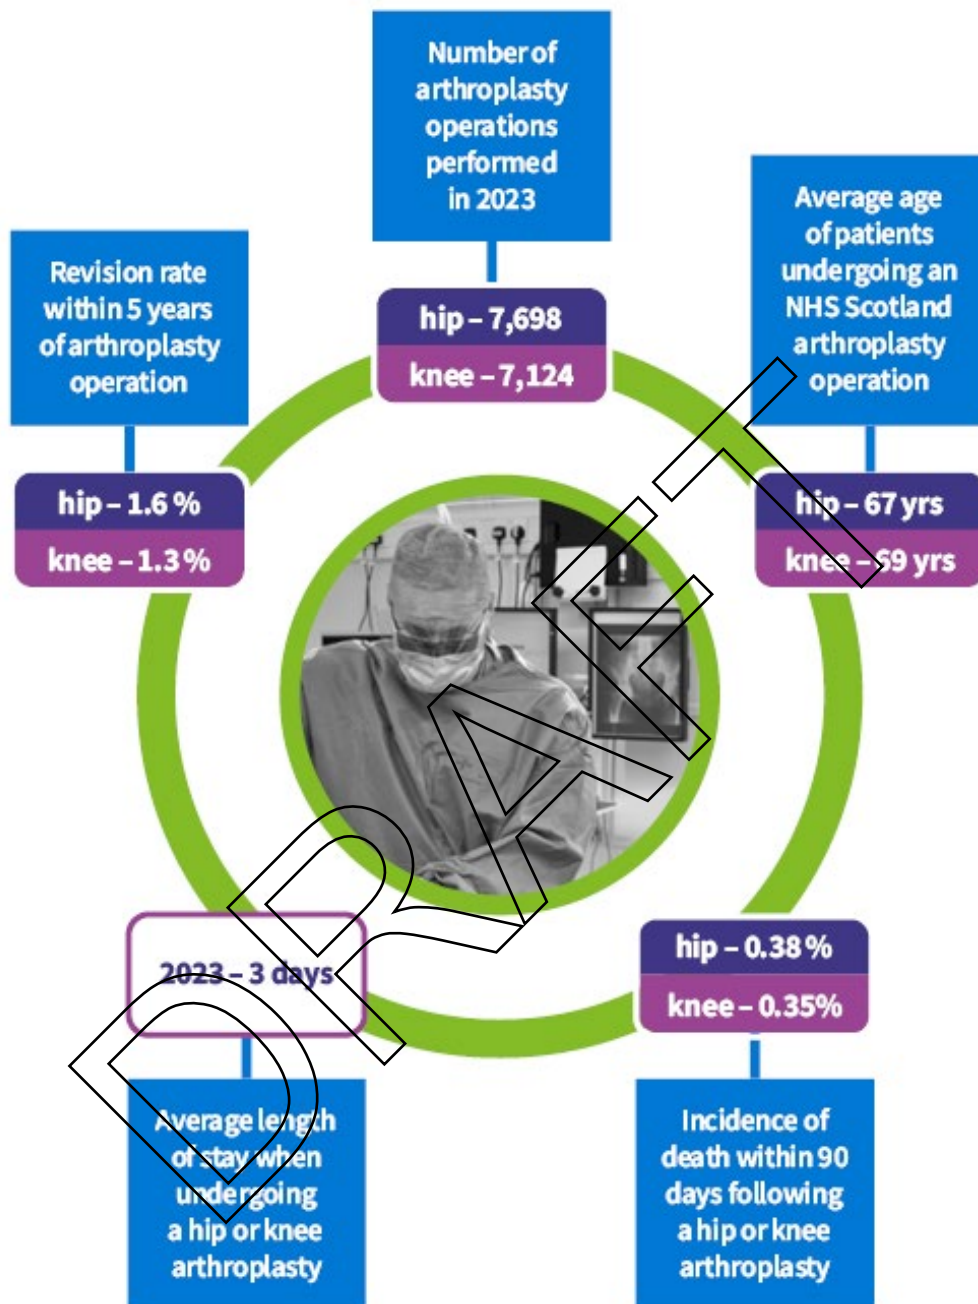 Number of
arthroplasty
operations
performed
in 2023
hip – 7,698
knee – 7,124
Average age
of patients
undergoing an
NHS Scotland
arthroplasty
operation
hip – 67 yrs
knee – 69 yrs
Revision rate
within 5 years
of arthroplasty
operation
hip – 1.6 %
knee – 1.3%
2023 – 3 days
Average length
of stay when
undergoing
a hip or knee
arthroplasty
hip – 0.38 %
knee – 0.35%
Incidence of
death within 90
days following
a hip or knee
arthroplasty
DRAFT